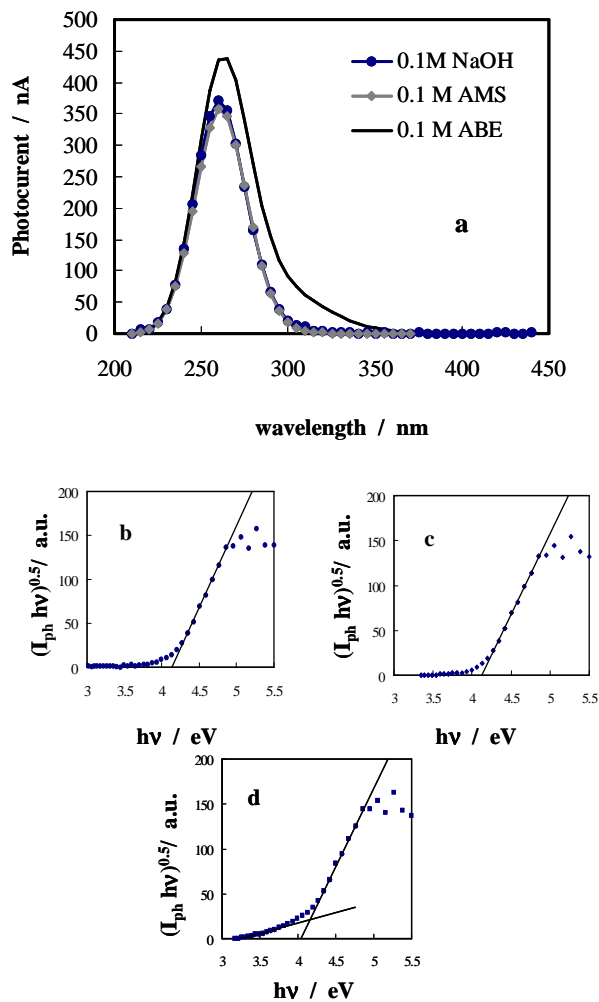 500
450
400
350
300
250
200
150
100
50
0
Photocurent / nA
0.1M NaOH
0.1 M AMS
0.1 M ABE
a
200 250 300 350 400 450
wavelength / nm
200
150
100
50
0
(Iph hν)0.5/ a.u.
b
3 3.5 4 4.5 5 5.5
hν / eV
200
150
100
50
0
(Iph hν)0.5/ a.u.
c
3 3.5 4 4.5 5 5.5
hν / eV
200
150
100
50
0
(Iph hν)0.5/ a.u.
d
3 3.5 4 4.5 5 5.5
hν / eV